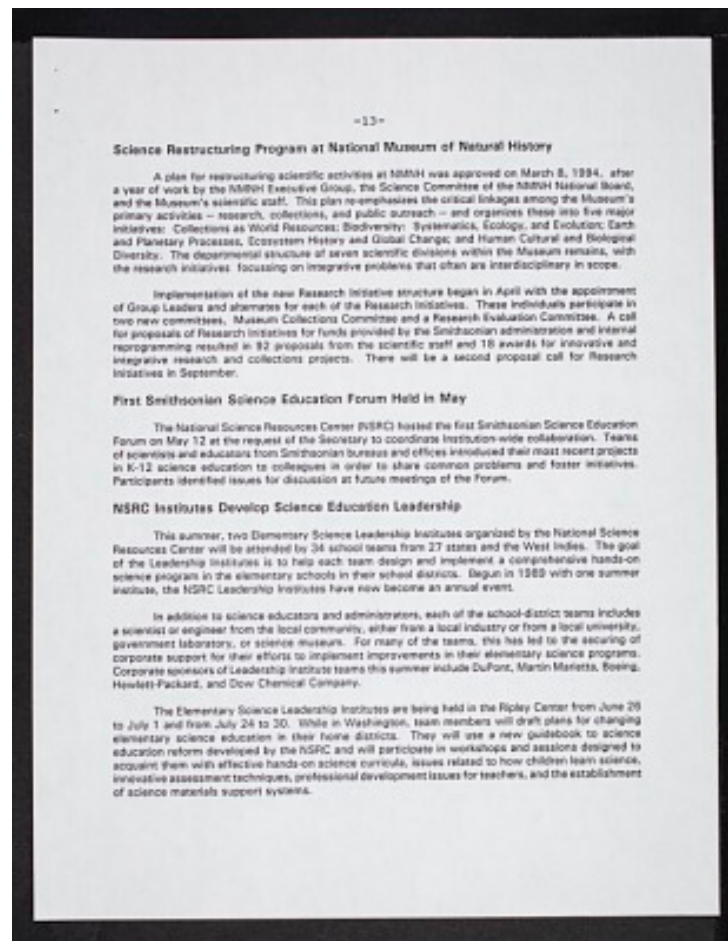 -13-
Science Restructuring Program at National Museum of Natural History
A plan for restructuring scientific activities at NMNH was approved on March 8, 1994, after
a year of work by the NMNH Executive Group, the Science Committee of the NMNH National Board,
and the Museum's scientific staff. This plan re-emphasizes the critical linkages among the Museum's
primary activities -- research, collections, and public outreach -- and organizes these into five major
initiatives: Collections as World Resources; Biodiversity: Systematics, Ecology, and Evolution; Earth
and Planetary Processes, Ecosystem History and Global Change; and Human Cultural and Biological
Diversity. The departmental structure of seven scientific divisions within the Museum remains, with
the research initiatives focussing on integrative problems that often are interdisciplinary in scope.
Implementation of the new Research Initiative structure began in April with the appointment
of Group Leaders and alternates for each of the Research Initiatives. These individuals participate in
two new committees, Museum Collections Committee and a Research Evaluation Committee. A call
for proposals of Research Initiatives for funds provided by the Smithsonian administration and internal
reprogramming resulted in 92 proposals from the scientific staff and 18 awards for innovative and
integrative research and collections projects. There will be a second proposal call for Research
Initiatives in September.
First Smithsonian Science Education Forum Held in May
The National Science Resources Center (NSRC) hosted the first Smithsonian Science Education
Forum on May 12 at the request of the Secretary to coordinate Institution-wide collaboration. Teams
of scientists and educators from Smithsonian bureaus and offices introduced their most recent projects
in K-12 science education to colleagues in order to share common problems and foster initiatives.
Participants identified issues for discussion at future meetings of the Forum.
NSRC Institutes Develop Science Education Leadership
This summer, two Elementary Science Leadership Institutes organized by the National Science
Resources Center will be attended by 34 school teams from 27 states and the West Indies. The goal
of the Leadership Institutes is to help each team design and implement a comprehensive hands-on
science program in the elementary schools in their school districts. Begun in 1989 with one summer
institute, the NSRC Leadership Institutes have now become an annual event.
In addition to science educators and administrators, each of the school-district teams includes
a scientist or engineer from the local community, either from a local industry or from a local university,
government laboratory, or science museum. For many of the teams, this has led to the securing of
corporate support for their efforts to implement improvements in their elementary science programs.
Corporate sponsors of Leadership Institute teams this summer include DuPont, Martin Marietta, Boeing,
Hewlett-Packard, and Dow Chemical Company.
The Elementary Science Leadership Institutes are being held in the Ripley Center from June 26
to July 1 and from July 24 to 30. While in Washington, team members will draft plans for changing
elementary science education in their home districts. They will use a new guidebook to science
education reform developed by the NSRC and will participate in workshops and sessions designed to
acquaint them with effective hands-on science curricula, issues related to how children learn science,
innovative assessment techniques, professional development issues for teachers, and the establishment
of science materials support systems.